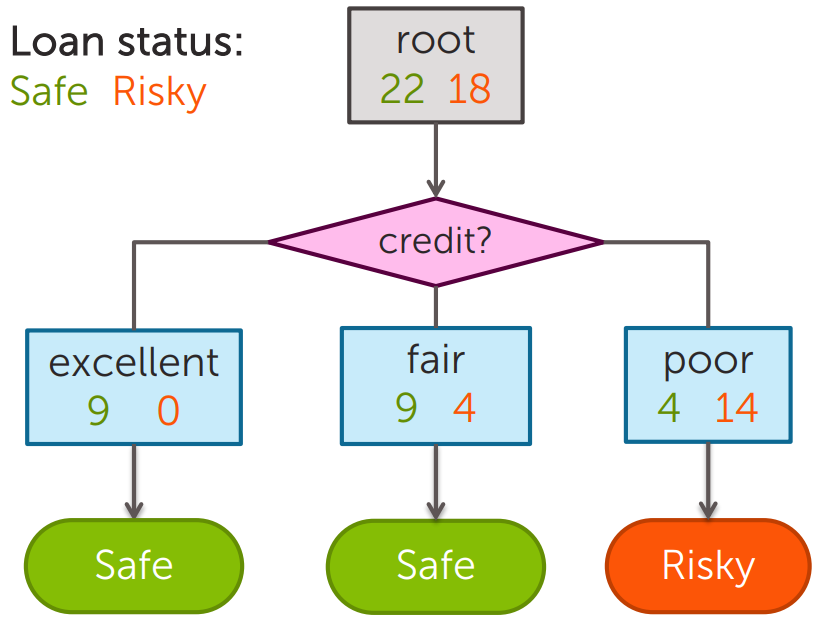 Loan status:
Safe Risky
root
22 18
credit?
excellent
9 0
fair
9 4
poor
4 14
Safe
Safe
Risky